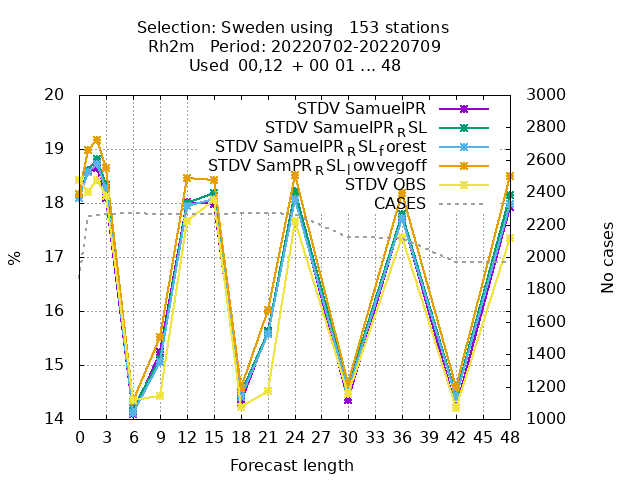 Selection: Sweden using   153 stations
Rh2m   Period: 20220702-20220709
Used  00,12  + 00 01 ... 48
STDV SamuelPR
STDV SamuelPR_RSL
STDV SamuelPR_RSL_forest
STDV SamPR_RSL_lowvegoff
STDV OBS
CASES
20
19
18
17
16
15
14
%
3000
2800
2600
2400
2200
2000
1800
1600
1400
1200
1000
No cases
0 3 6 9 12 15 18 21 24 27 30 33 36 39 42 45 48
Forecast length